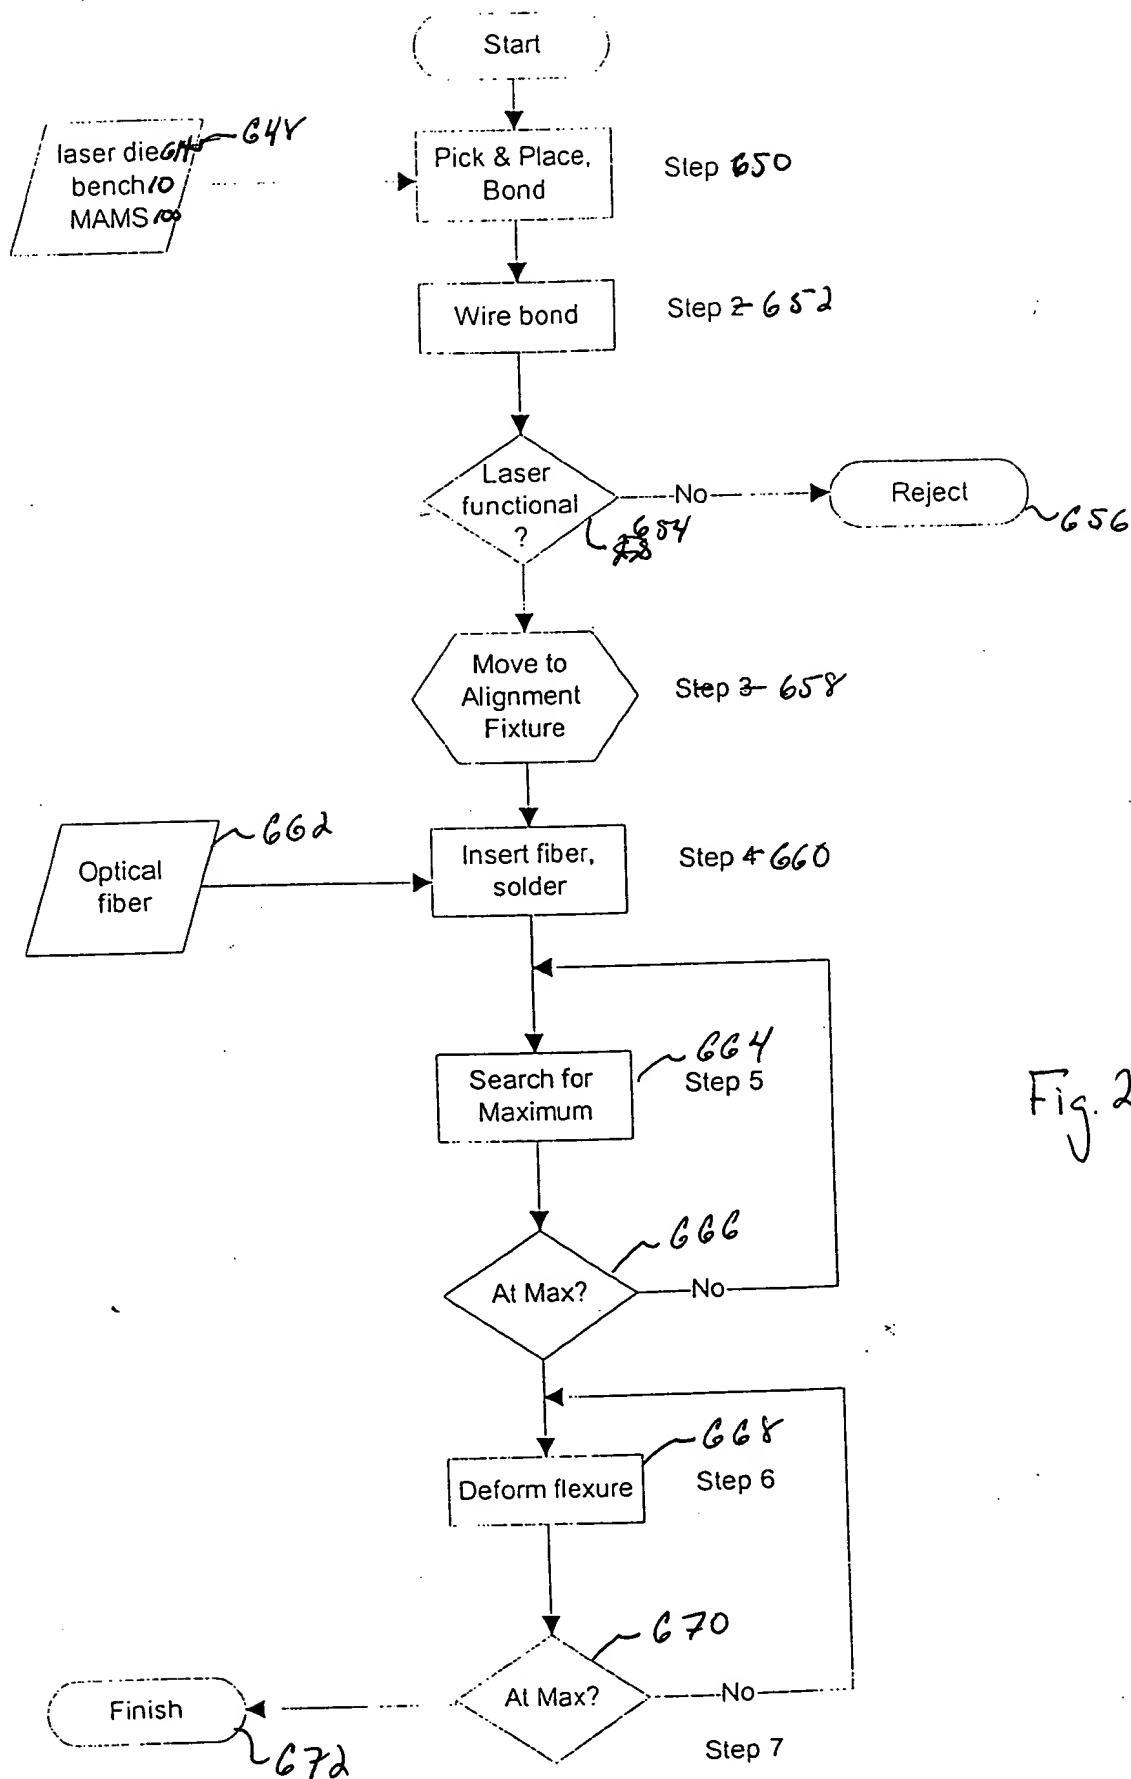 Start
laser die
648
bench 10
MAMS 100
Pick & Place,
Bond
Step 650
Wire bond
Step 2 652
Laser
functional
?
No
Reject
654
656
Move to
Alignment
Fixture
Step 3 658
662
Optical
fiber
Insert fiber,
solder
Step 4 660
664
Search for
Maximum
Step 5
Fig. 2
666
At Max?
No
668
Deform flexure
Step 6
670
At Max?
No
Finish
Step 7
672